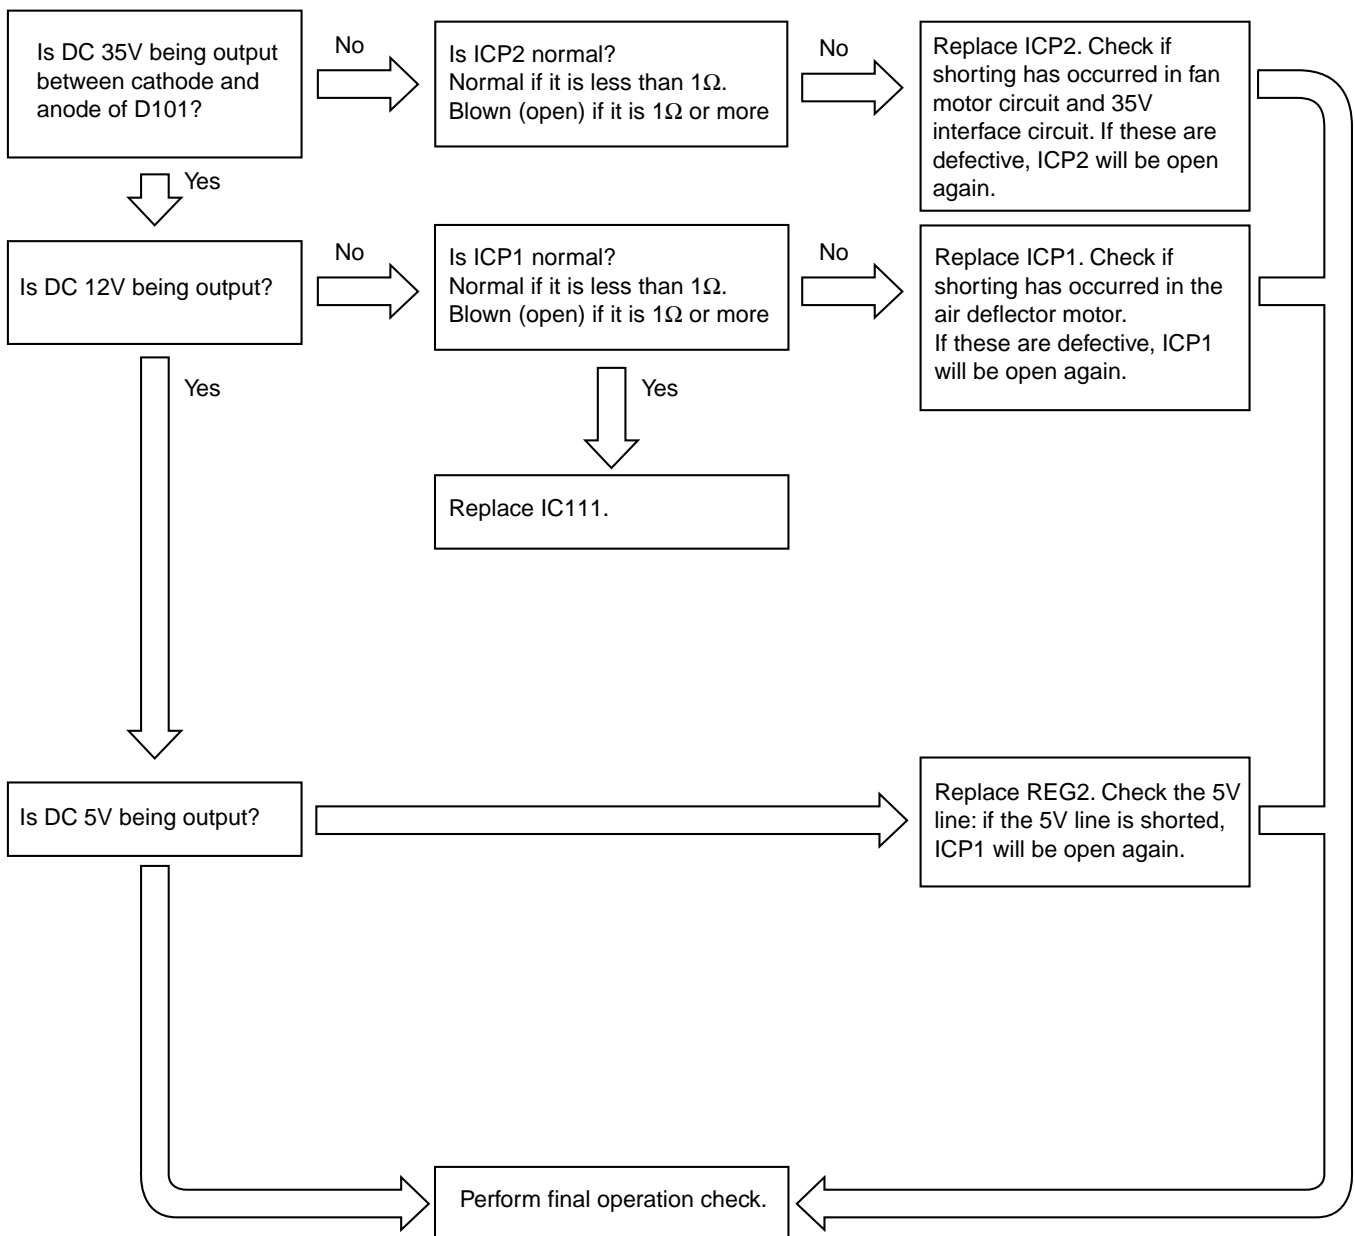 Is DC 35V being output
between cathode and
anode of D101?
No
Is ICP2 normal?
Normal if it is less than 1Ω.
Blown (open) if it is 1Ω or more
No
Replace ICP2. Check if
shorting has occurred in fan
motor circuit and 35V
interface circuit. If these are
defective, ICP2 will be open
again.
Yes
Is DC 12V being output?
No
Is ICP1 normal?
Normal if it is less than 1Ω.
Blown (open) if it is 1Ω or more
No
Replace ICP1. Check if
shorting has occurred in the
air deflector motor.
If these are defective, ICP1
will be open again.
Yes
Yes
Replace IC111.
Is DC 5V being output?
Replace REG2. Check the 5V
line: if the 5V line is shorted,
ICP1 will be open again.
Perform final operation check.